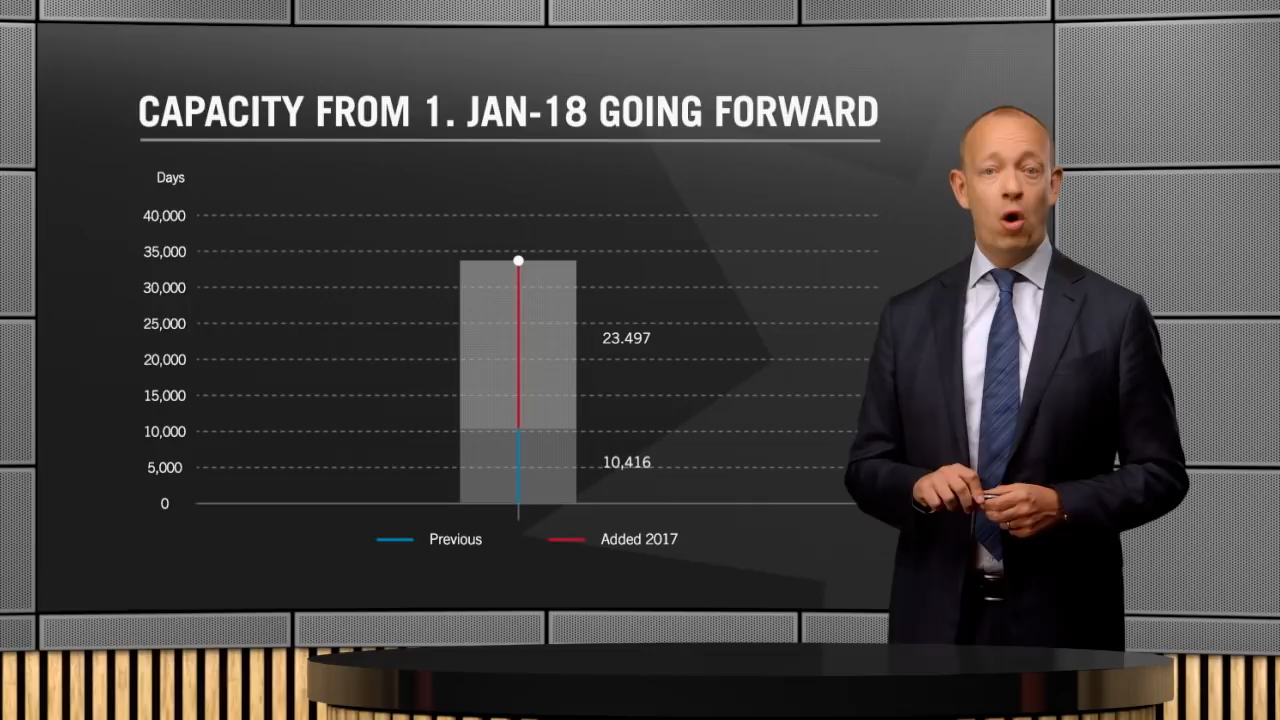 CAPACITY FROM 1. JAN-18 GOING FORWARD
Days
40,000
35,000
30,000
25,000
23.497
20,000
15,000
10,000
10,416
5,000
0
Previous
Added 2017